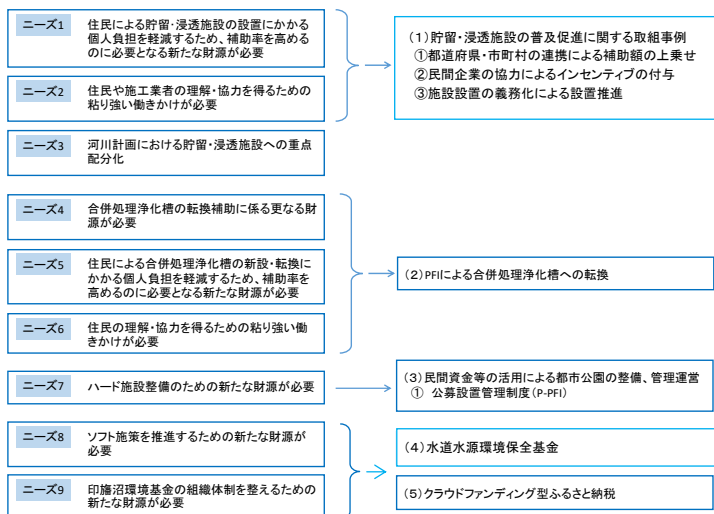 ニーズ1
住民による貯留・浸透施設の設置にかかる
個人負担を軽減するため、補助率を高める
のに必要となる新たな財源が必要
ニーズ2
住民や施工業者の理解・協力を得るための
粘り強い働きかけが必要
ニーズ3
河川計画における貯留・浸透施設への重点
配分化
ニーズ4
合併処理浄化槽の転換補助に係る更なる財
源が必要
ニーズ5
住民による合併処理浄化槽の新設・転換に
かかる個人負担を軽減するため、補助率を
高めるのに必要となる新たな財源が必要
ニーズ6
住民の理解・協力を得るための粘り強い働
きかけが必要
ニーズ7
ハード施設整備のための新たな財源が必要
ニーズ8
ソフト施策を推進するための新たな財源が
必要
ニーズ9
印旛沼環境基金の組織体制を整えるための
新たな財源が必要
(1)貯留・浸透施設の普及促進に関する取組事例
①都道府県・市町村の連携による補助額の上乗せ
②民間企業の協力によるインセンティブの付与
③施設設置の義務化による設置推進
(2)PFIによる合併処理浄化槽への転換
(3)民間資金等の活用による都市公園の整備、管理運営
① 公募設置管理制度(P-PFI)
(4)水道水源環境保全基金
(5)クラウドファンディング型ふるさと納税